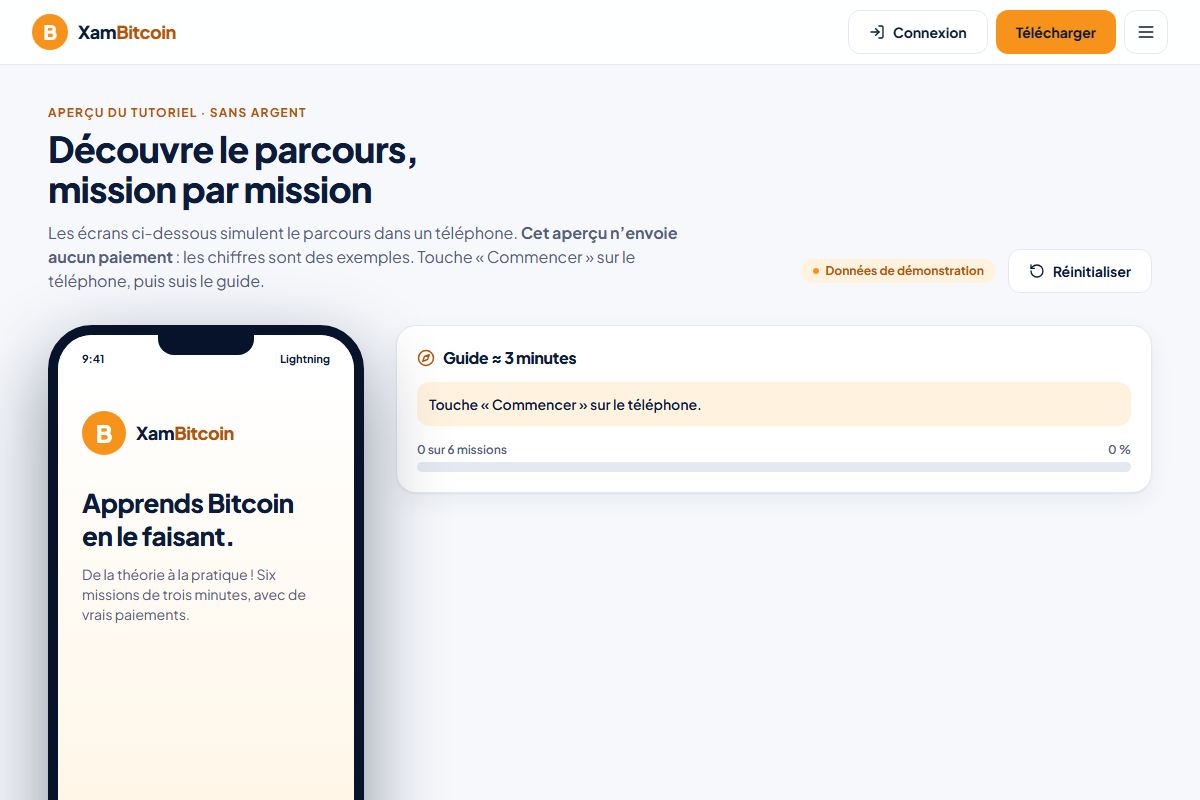 XamBitcoin
Connexion
Télécharger
APERÇU DU TUTORIEL · SANS ARGENT
Découvre le parcours,
mission par mission
Les écrans ci-dessous simulent le parcours dans un téléphone. Cet aperçu n’envoie
aucun paiement : les chiffres sont des exemples. Touche « Commencer » sur le
téléphone, puis suis le guide.
Données de démonstration
Réinitialiser
9:41
Lightning
XamBitcoin
Apprends Bitcoin
en le faisant.
De la théorie à la pratique ! Six
missions de trois minutes, avec de
vrais paiements.
Guide ≈ 3 minutes
Touche « Commencer » sur le téléphone.
0 sur 6 missions
0 %